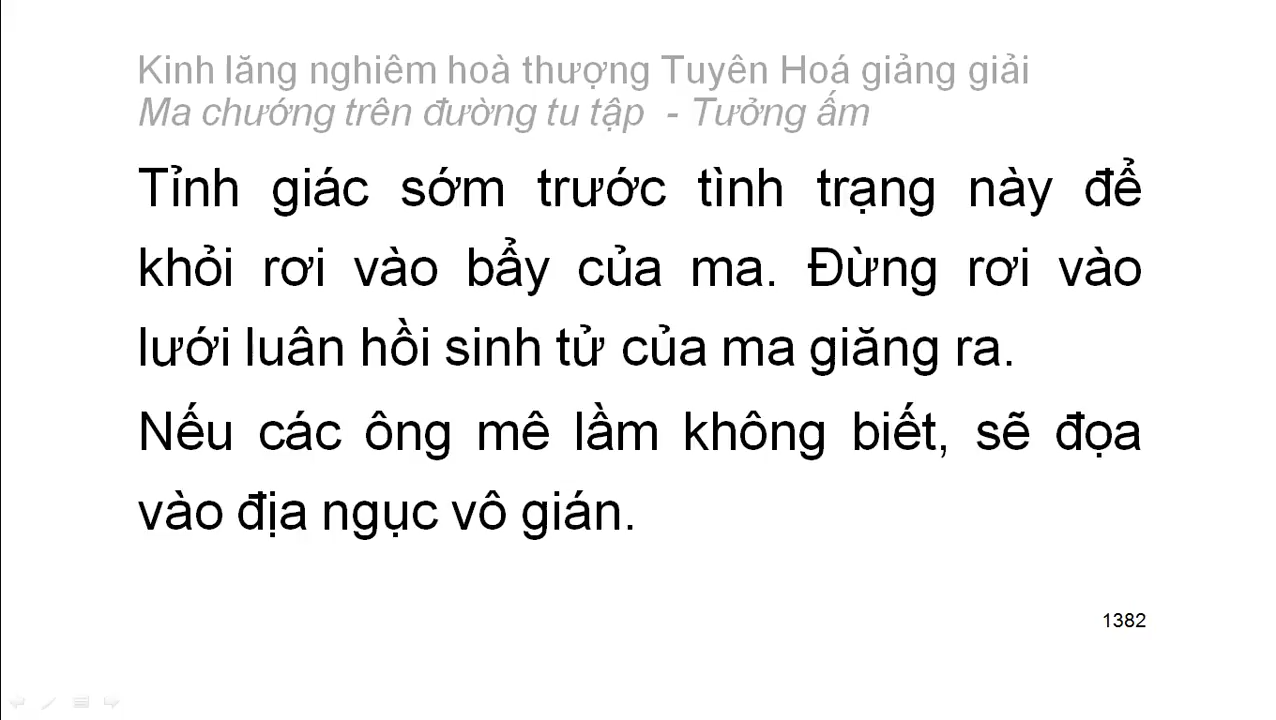 Kinh lăng nghiêm hoà thượng Tuyên Hoá giảng giải
Ma chướng trên đường tu tập - Tưởng ấm
Tỉnh giác sớm trước tình trạng này để
khỏi rơi vào bẩy của ma. Đừng rơi vào
lưới luân hồi sinh tử của ma giăng ra.
Nếu các ông mê lầm không biết, sẽ đọa
vào địa ngục vô gián.
1382